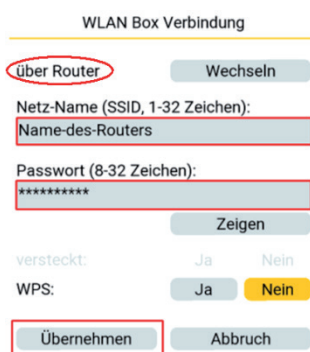 WLAN Box Verbindung
über Router Wechseln
Netz-Name (SSID, 1-32 Zeichen):
Name-des-Routers
Passwort (8-32 Zeichen):
**********
Zeigen
versteckt: Ja Nein
WPS: Ja Nein
Übernehmen Abbruch